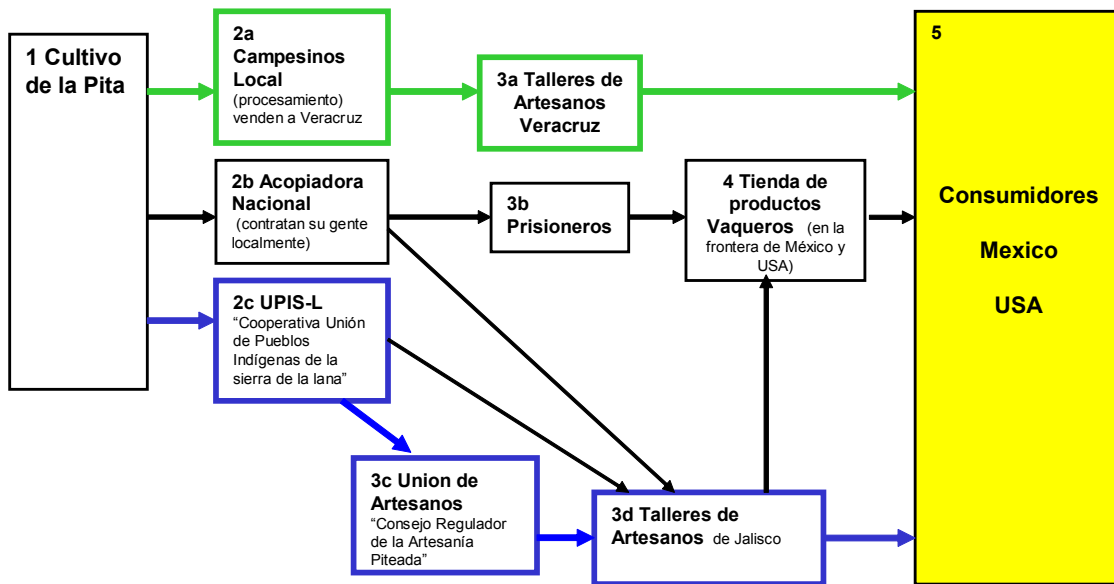 1 Cultivo
de la Pita
2a
Campesinos
Local
(procesamiento)
venden a Veracruz
3a Talleres de
Artesanos
Veracruz
2b Acopiadora
Nacional
(contratan su gente
localmente)
3b
Prisioneros
4 Tienda de
productos
Vaqueros (en la
frontera de México y
USA)
2c UPIS-L
“Cooperativa Unión
de Pueblos
Indígenas de la
sierra de la lana”
3c Union de
Artesanos
“Consejo Regulador
de la Artesanía
Piteada”
3d Talleres de
Artesanos de Jalisco
5
Consumidores
Mexico
USA